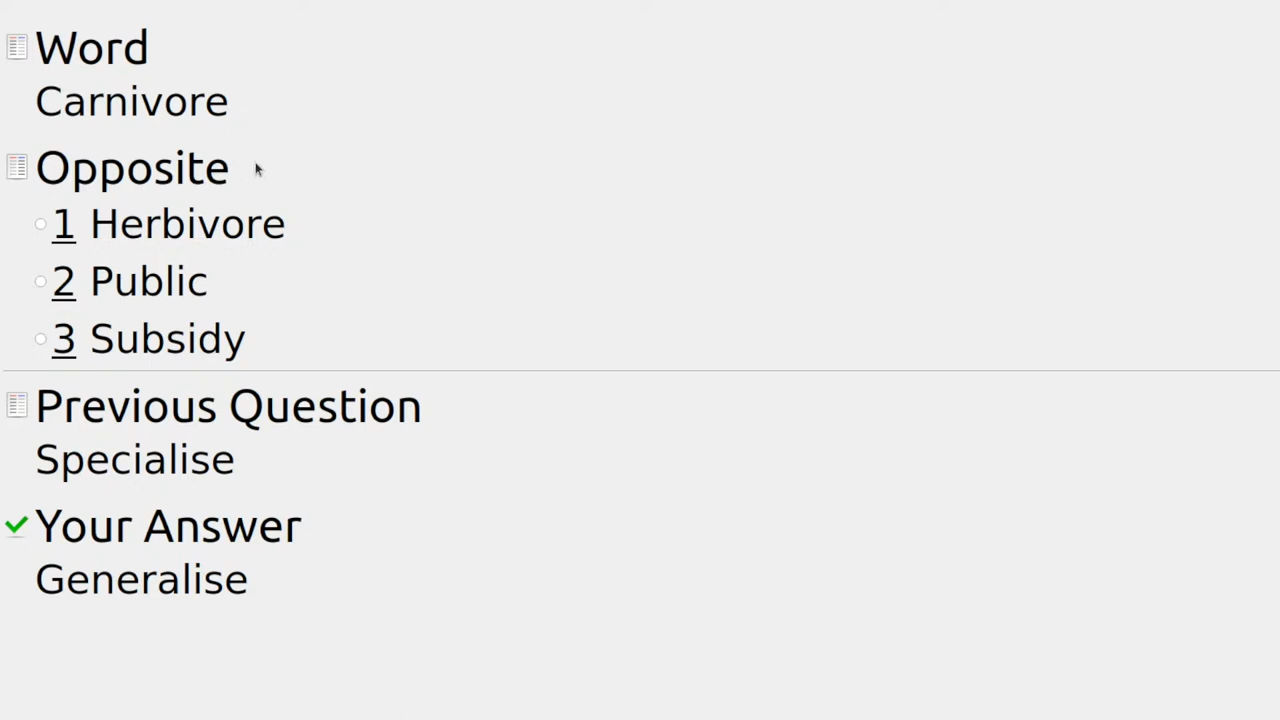 Word
Carnivore
Opposite
1 Herbivore
2 Public
3 Subsidy
Previous Question
Specialise
Your Answer
Generalise